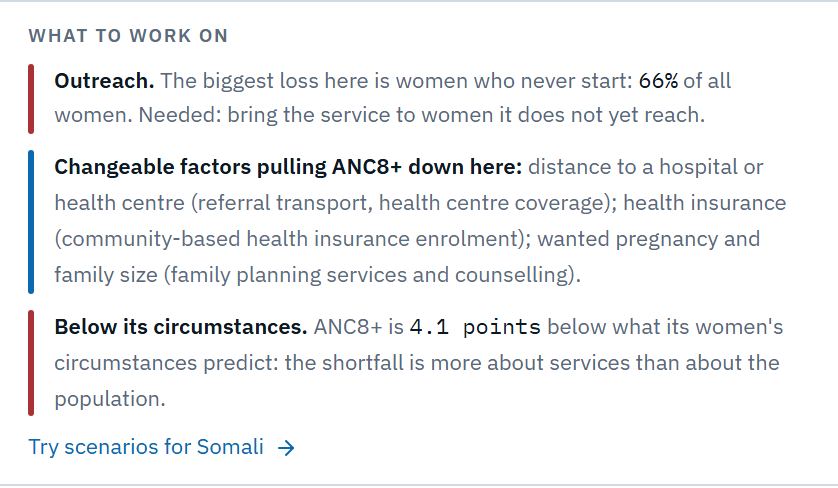 WHAT TO WORK ON
Outreach. The biggest loss here is women who never start: 66% of all
women. Needed: bring the service to women it does not yet reach.
Changeable factors pulling ANC8+ down here: distance to a hospital or
health centre (referral transport, health centre coverage); health insurance
(community-based health insurance enrolment); wanted pregnancy and
family size (family planning services and counselling).
Below its circumstances. ANC8+ is 4.1 points below what its women's
circumstances predict: the shortfall is more about services than about the
population.
Try scenarios for Somali →